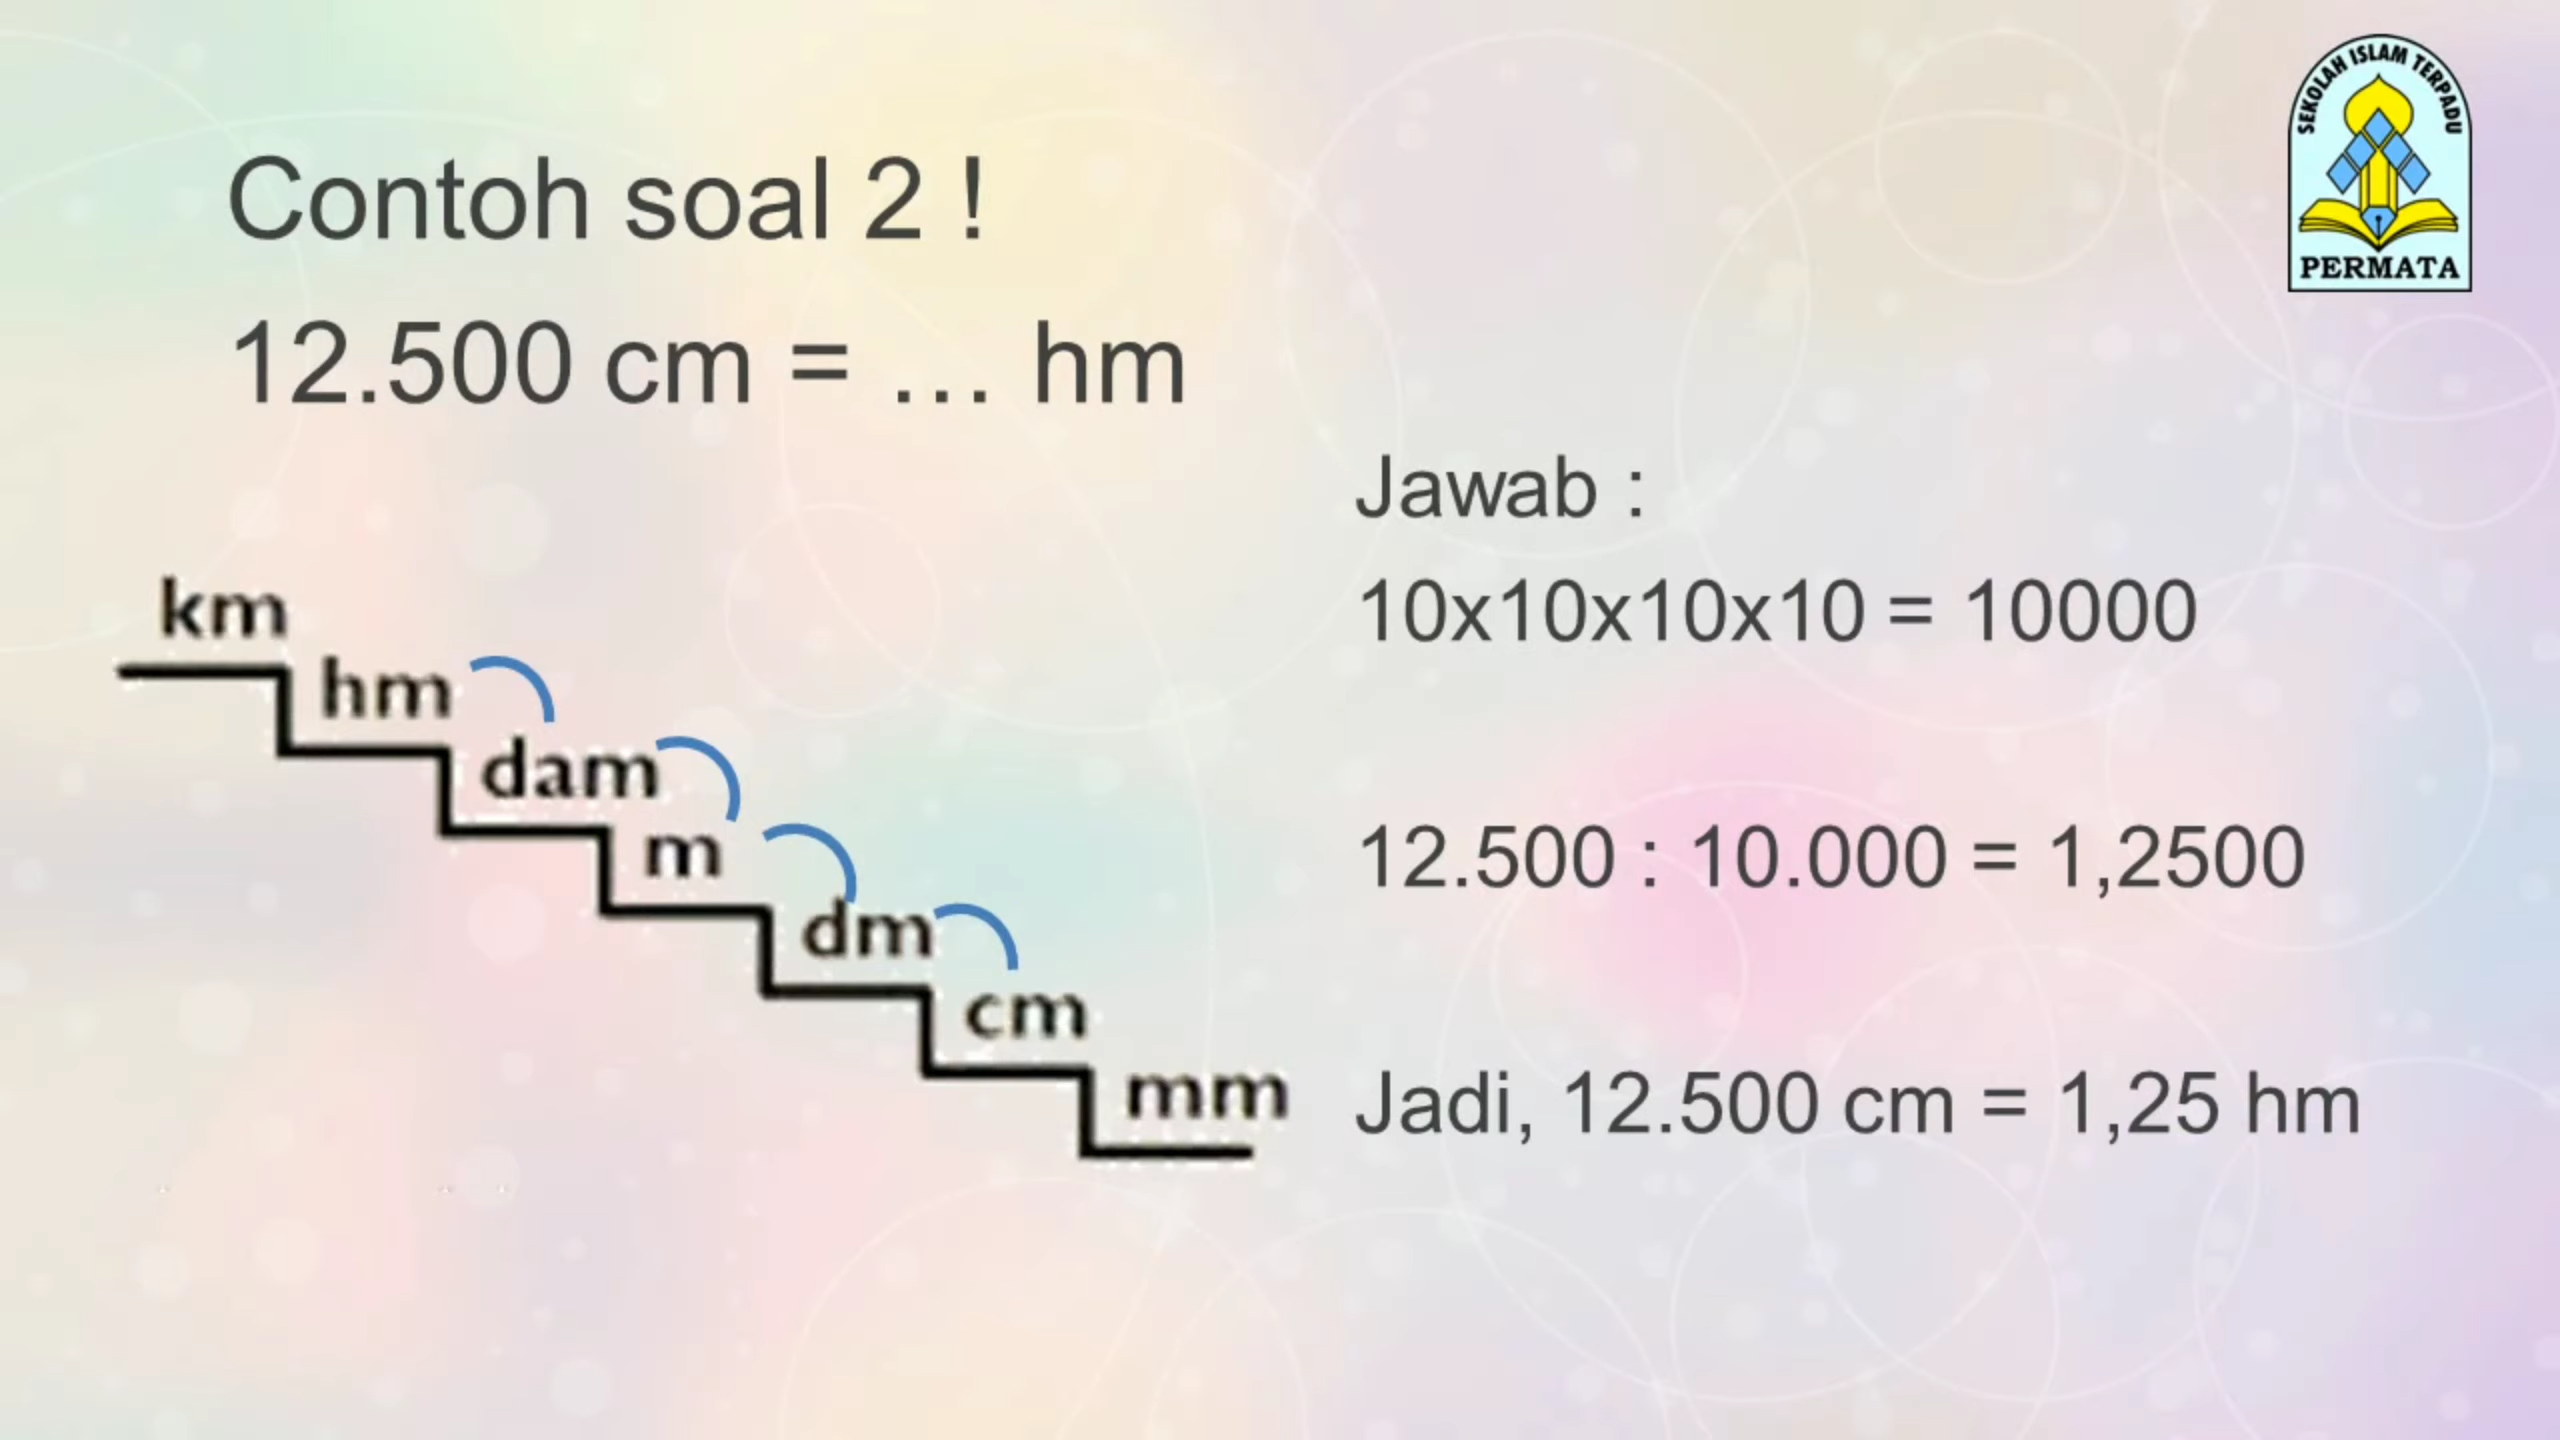 SEKOLAH ISLAM TERPADU
PERMATA
Contoh soal 2 !
12.500 cm = ... hm
km
hm
dam
m
dm
cm
mm
Jawab :
10x10x10x10 = 10000
12.500 : 10.000 = 1,2500
Jadi, 12.500 cm = 1,25 hm